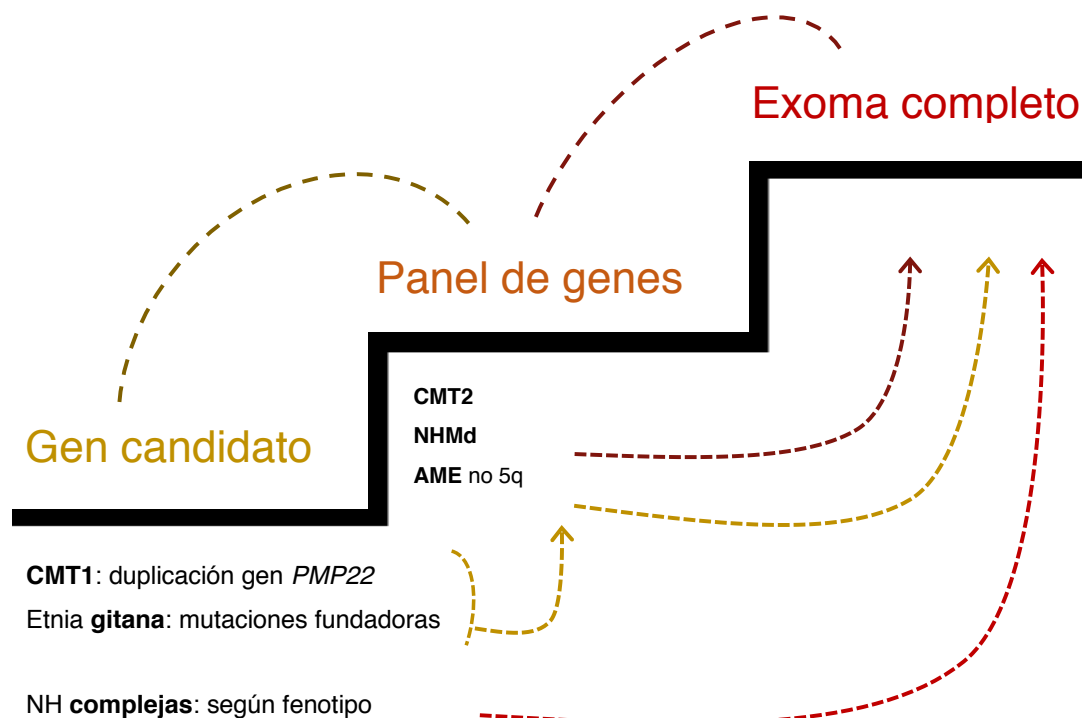 Exoma completo
Panel de genes
Gen candidato
CMT2
NHMd
AME no 5q
CMT1: duplicación gen PMP22
Etnia gitana: mutaciones fundadoras
NH complejas: según fenotipo